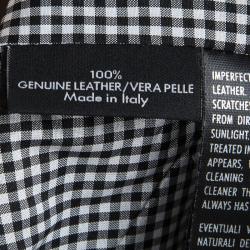 100%
GENUINE LEATHER/VERA PELLE
Made in Italy
IMPERFECT
LEATHER.
SCRATCHE
FROM DIR
SUNLIGHT.
TREATED IN
APPEARS, U
CLEANING
CLEANER TH
ALWAYS HAS
EVENTUALI
NATURALI DE